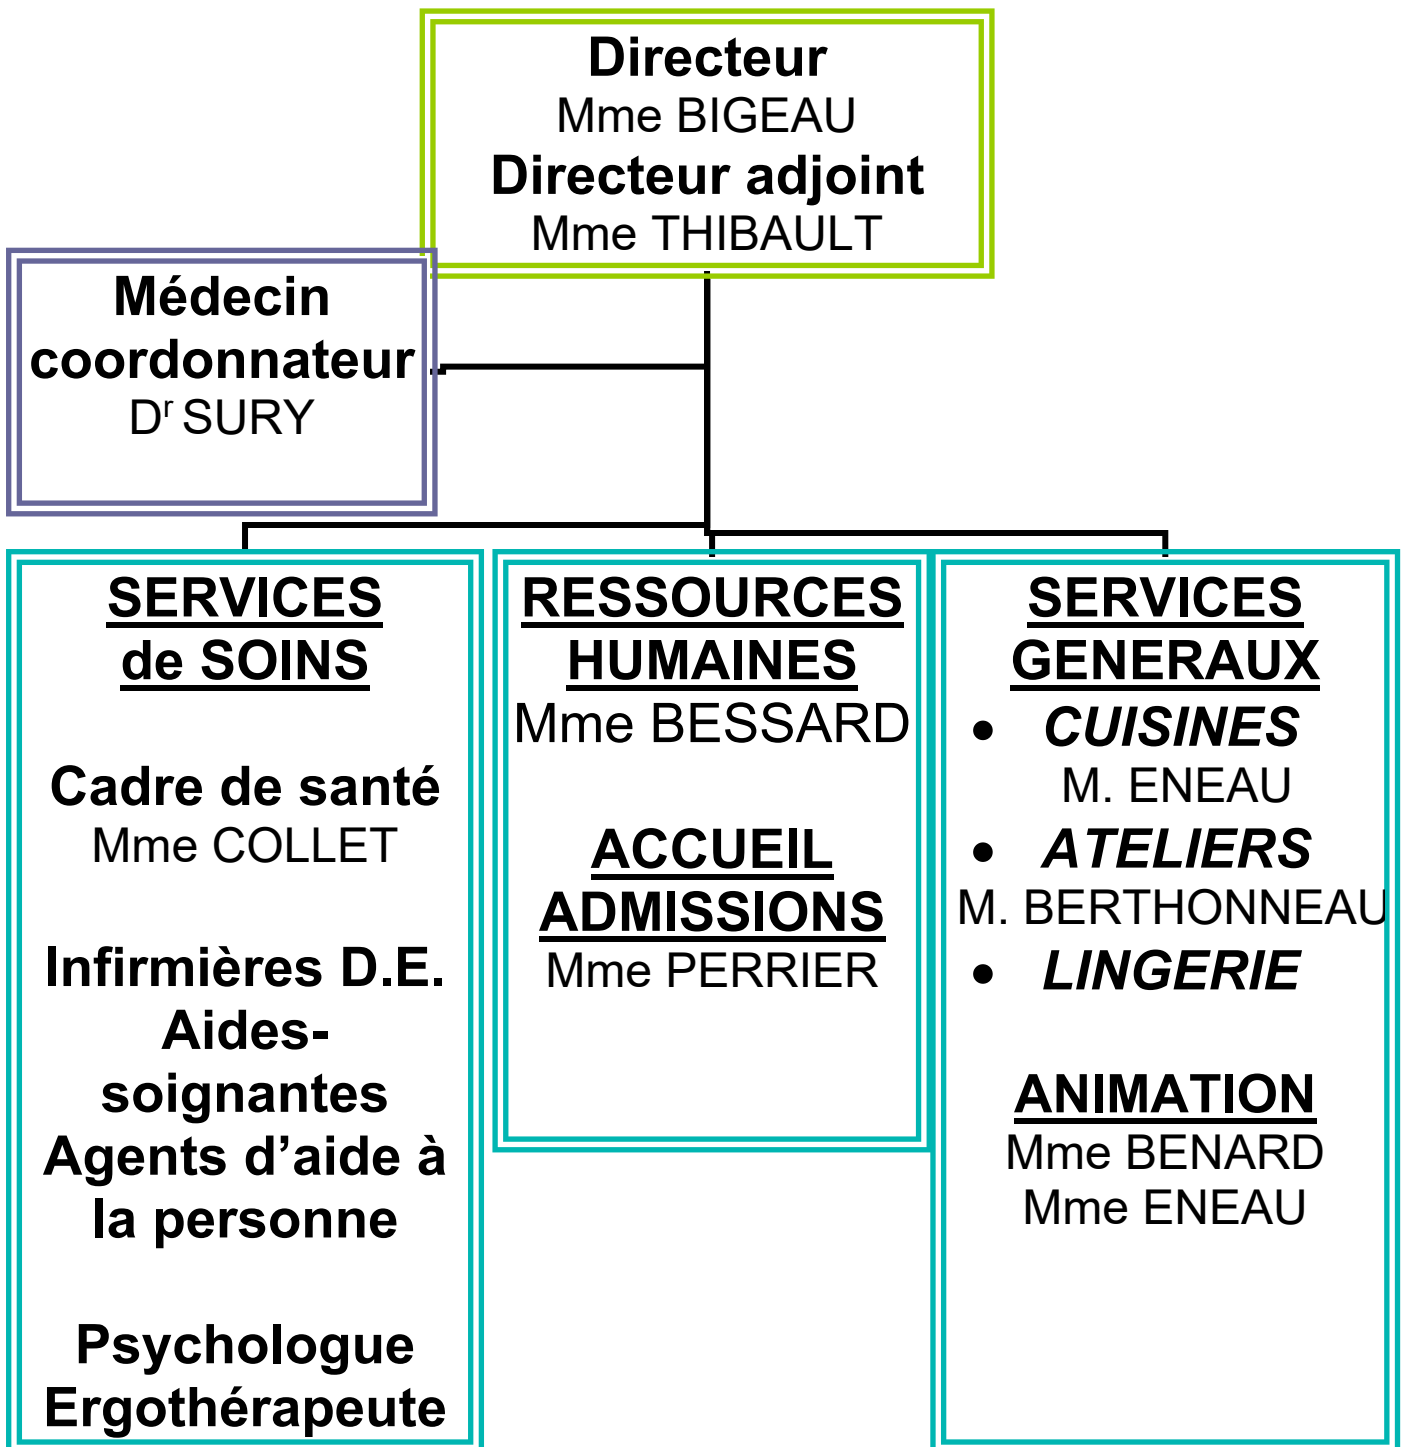 Directeur
Mme BIGEAU
Directeur adjoint
Mme THIBAULT
Médecin
coordonnateur
Dʳ SURY
SERVICES
de SOINS
Cadre de santé
Mme COLLET
Infirmières D.E.
Aides-
soignantes
Agents d’aide à
la personne
Psychologue
Ergothérapeute
RESSOURCES
HUMAINES
Mme BESSARD
ACCUEIL
ADMISSIONS
Mme PERRIER
SERVICES
GENERAUX
• CUISINES
M. ENEAU
• ATELIERS
M. BERTHONNEAU
• LINGERIE
ANIMATION
Mme BENARD
Mme ENEAU